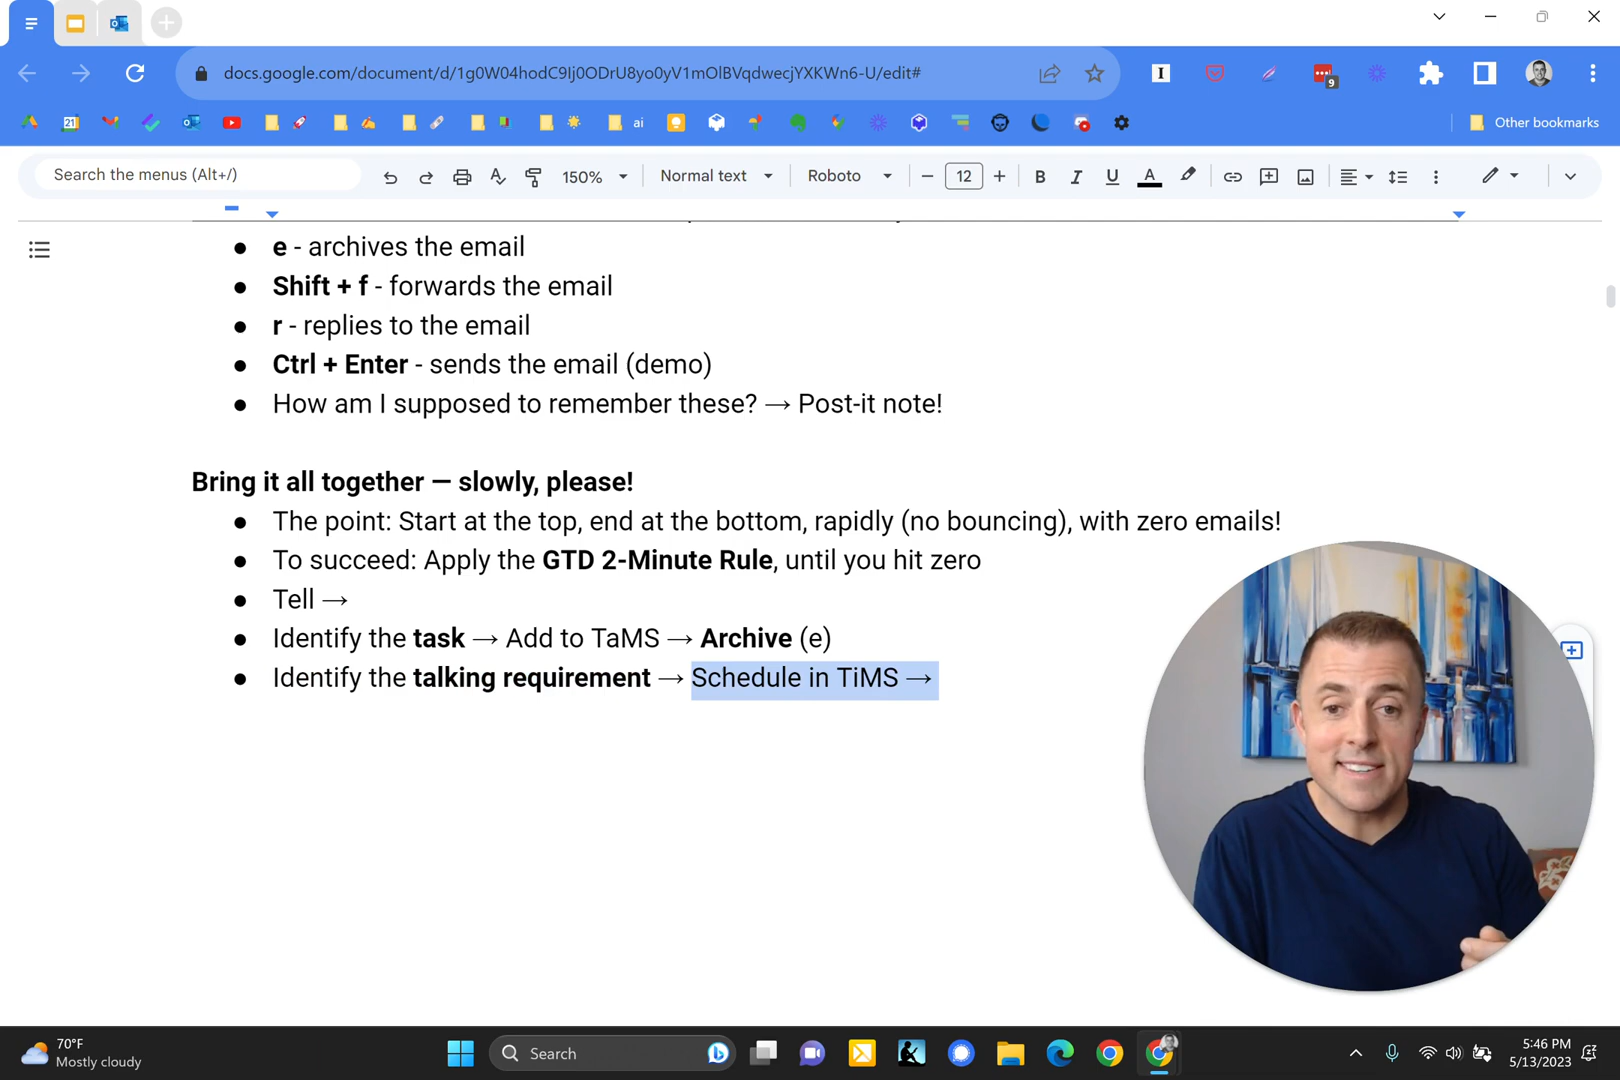 docs.google.com/document/d/1g0W04hodC9Ij0ODrU8yo0yV1mOlBVqdwecjYXKWn6-U/edit#
I
9
21
ai
Other bookmarks
Search the menus (Alt+/)
150%
Normal text
Roboto
12
B I U A
e - archives the email
Shift + f - forwards the email
r - replies to the email
Ctrl + Enter - sends the email (demo)
How am I supposed to remember these? → Post-it note!
Bring it all together — slowly, please!
The point: Start at the top, end at the bottom, rapidly (no bouncing), with zero emails!
To succeed: Apply the GTD 2-Minute Rule, until you hit zero
Tell →
Identify the task → Add to TaMS → Archive (e)
Identify the talking requirement → Schedule in TiMS →
70°F
Mostly cloudy
Search
5:46 PM
5/13/2023